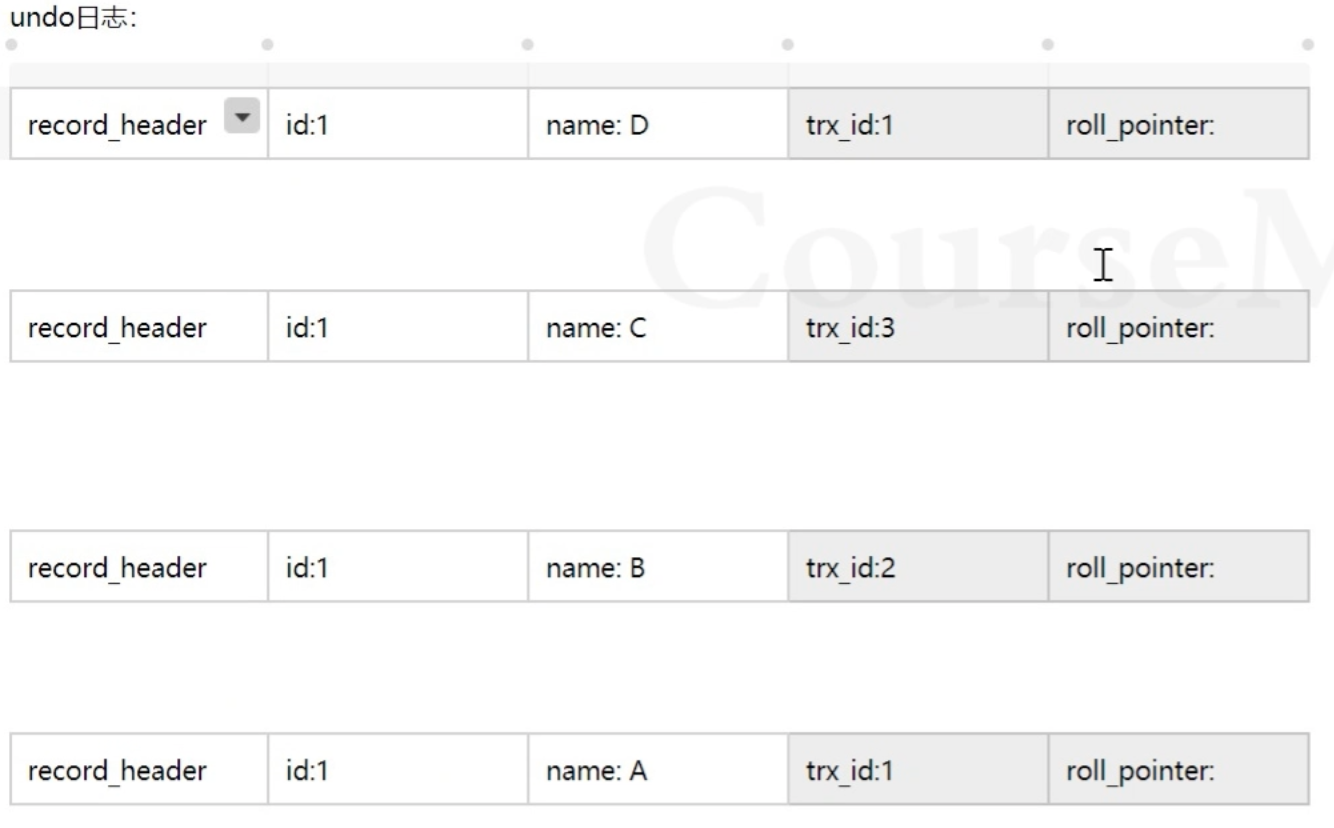 undo日志:
record_header id:1 name: D trx_id:1 roll_pointer:
CourseM
record_header id:1 name: C trx_id:3 roll_pointer:
record_header id:1 name: B trx_id:2 roll_pointer:
record_header id:1 name: A trx_id:1 roll_pointer: